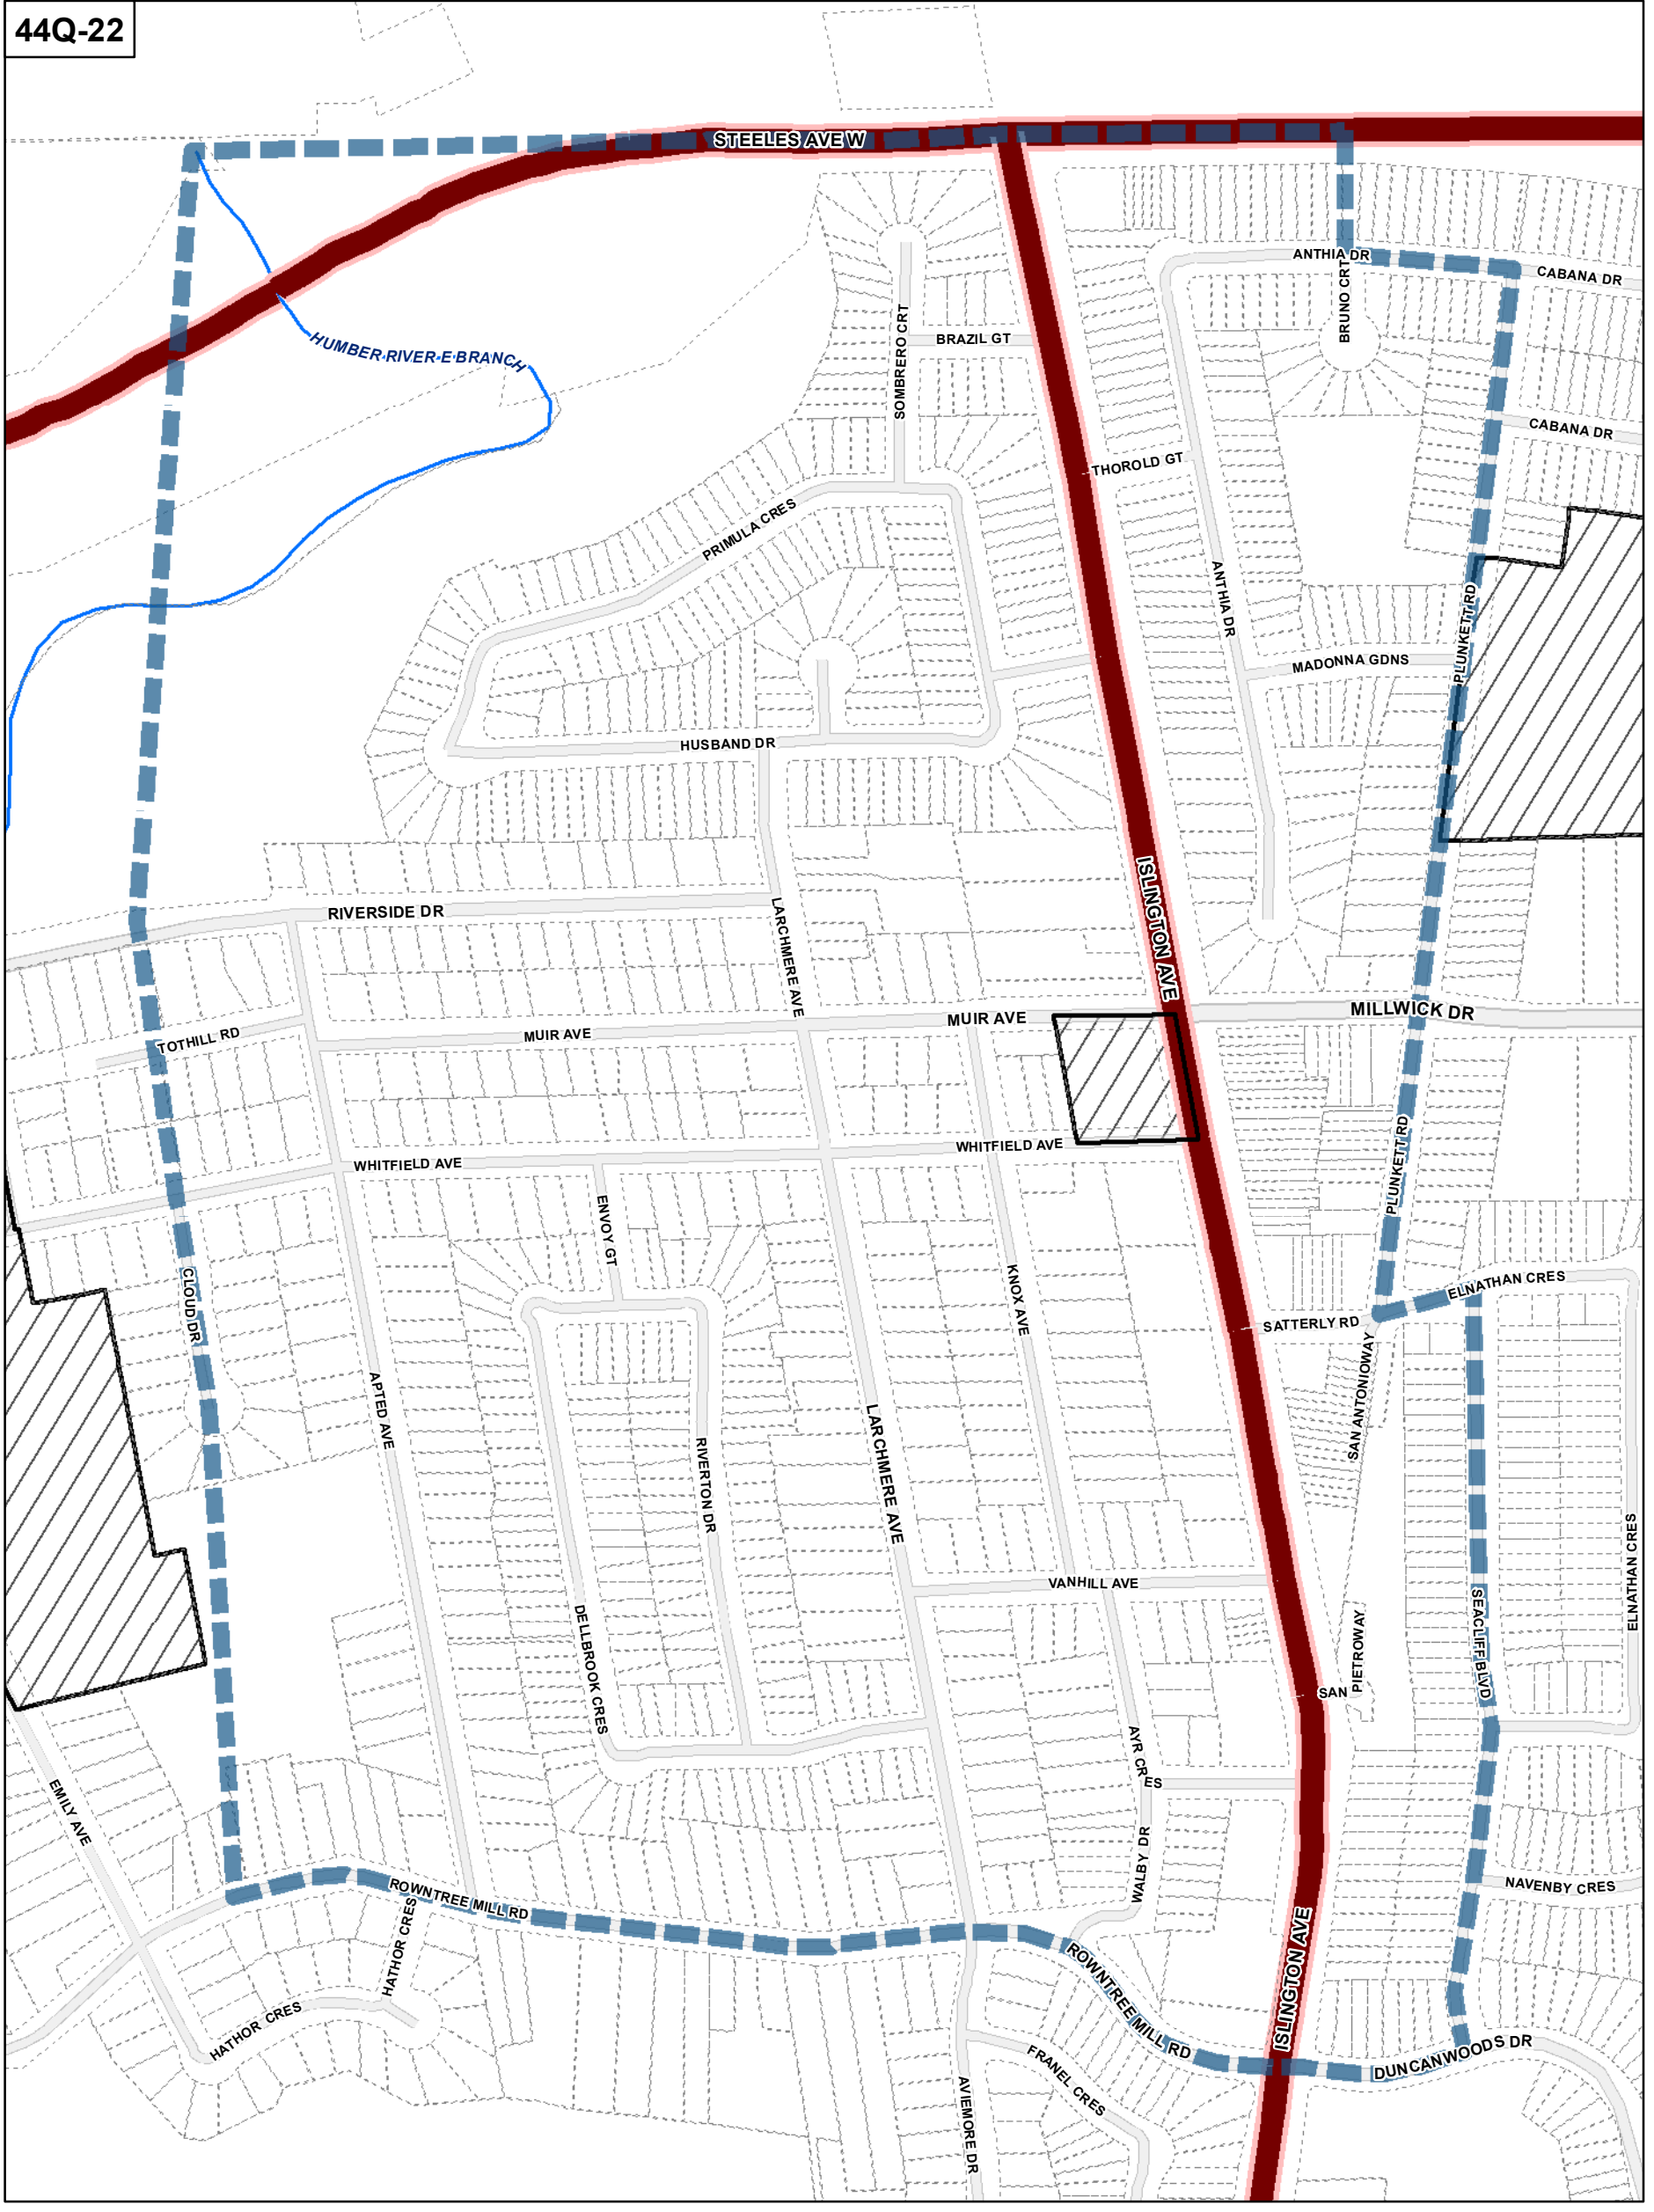 44Q-22
STEELES AVE W
ANTHIA DR
CABANA DR
BRUNO CRT
HUMBER RIVER E BRANCH
BRAZIL GT
SOMBRERO CRT
CABANA DR
THOROLD GT
PRIMULA CRES
ANTHIA DR
PLUNKETT RD
MADONNA GDNS
HUSBAND DR
ISLINGTON AVE
RIVERSIDE DR
LARCHMERE AVE
MILLWICK DR
MUIR AVE
MUIR AVE
TOTHILL RD
PLUNKETT RD
WHITFIELD AVE
WHITFIELD AVE
ENVOY GT
KNOX AVE
ELNATHAN CRES
CLOUD DR
SATTERLY RD
SAN ANTONIOWAY
APTED AVE
LARCHMERE AVE
RIVERTON DR
ELNATHAN CRES
VANHILL AVE
SEACLIFF BLVD
DELLBROOK CRES
PIETROWAY
SAN
AYR CRES
EMILY AVE
WALBY DR
NAVENBY CRES
ROWNTREE MILL RD
HATHOR CRES
ISLINGTON AVE
ROWNTREE MILL RD
HATHOR CRES
DUNCANWOODS DR
FRANEL CRES
AVIEMORE DR